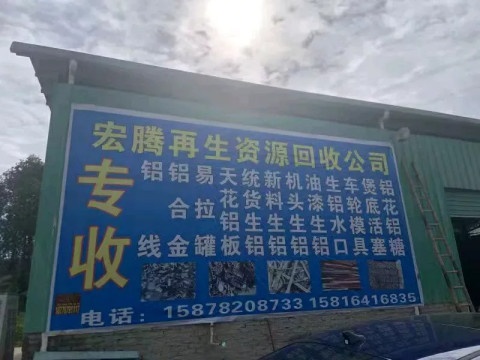 宏腾再生资源回收公司
专收
铝线
铝合金
易拉罐
天花铝板
统货生铝
新料生铝
机头生铝
油漆生铝
生铝水口
车轮模具
煲底活塞
铝花铝糖
电话：15878208733 15816416835